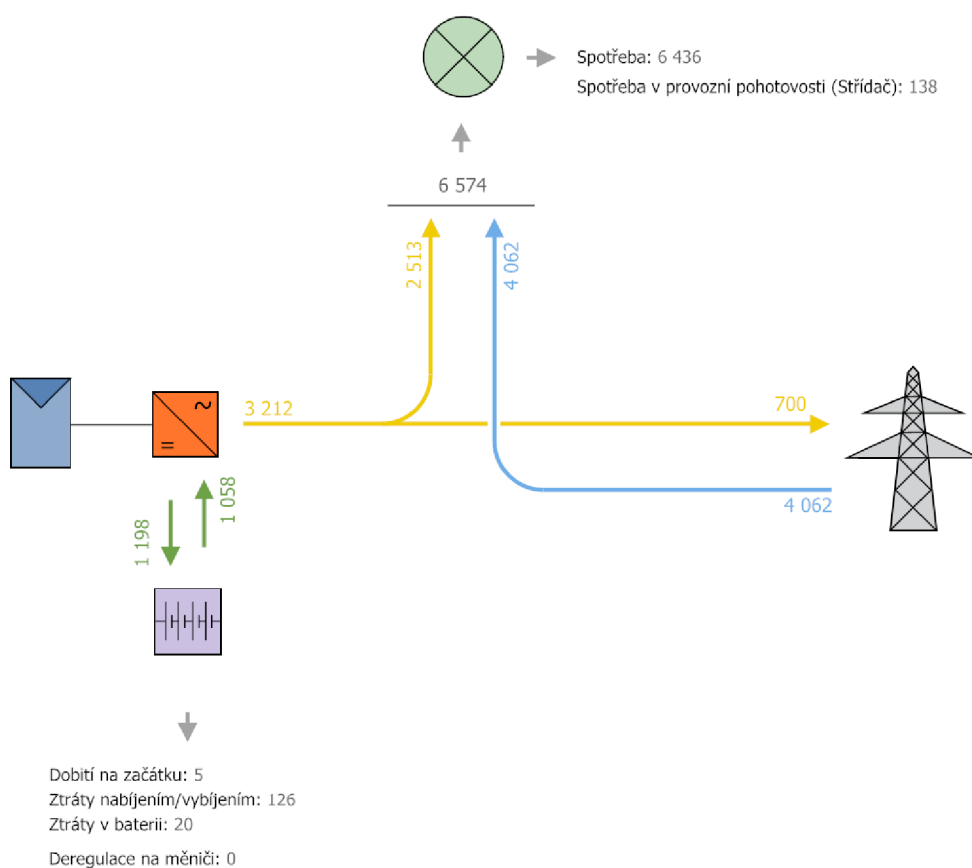 Spotřeba: 6 436
Spotřeba v provozní pohotovosti (Střídač): 138
6 574
2 513
4 062
3 212
700
4 062
1 198
1 058
Dobití na začátku: 5
Ztráty nabíjením/vybíjením: 126
Ztráty v baterii: 20
Deregulace na měniči: 0